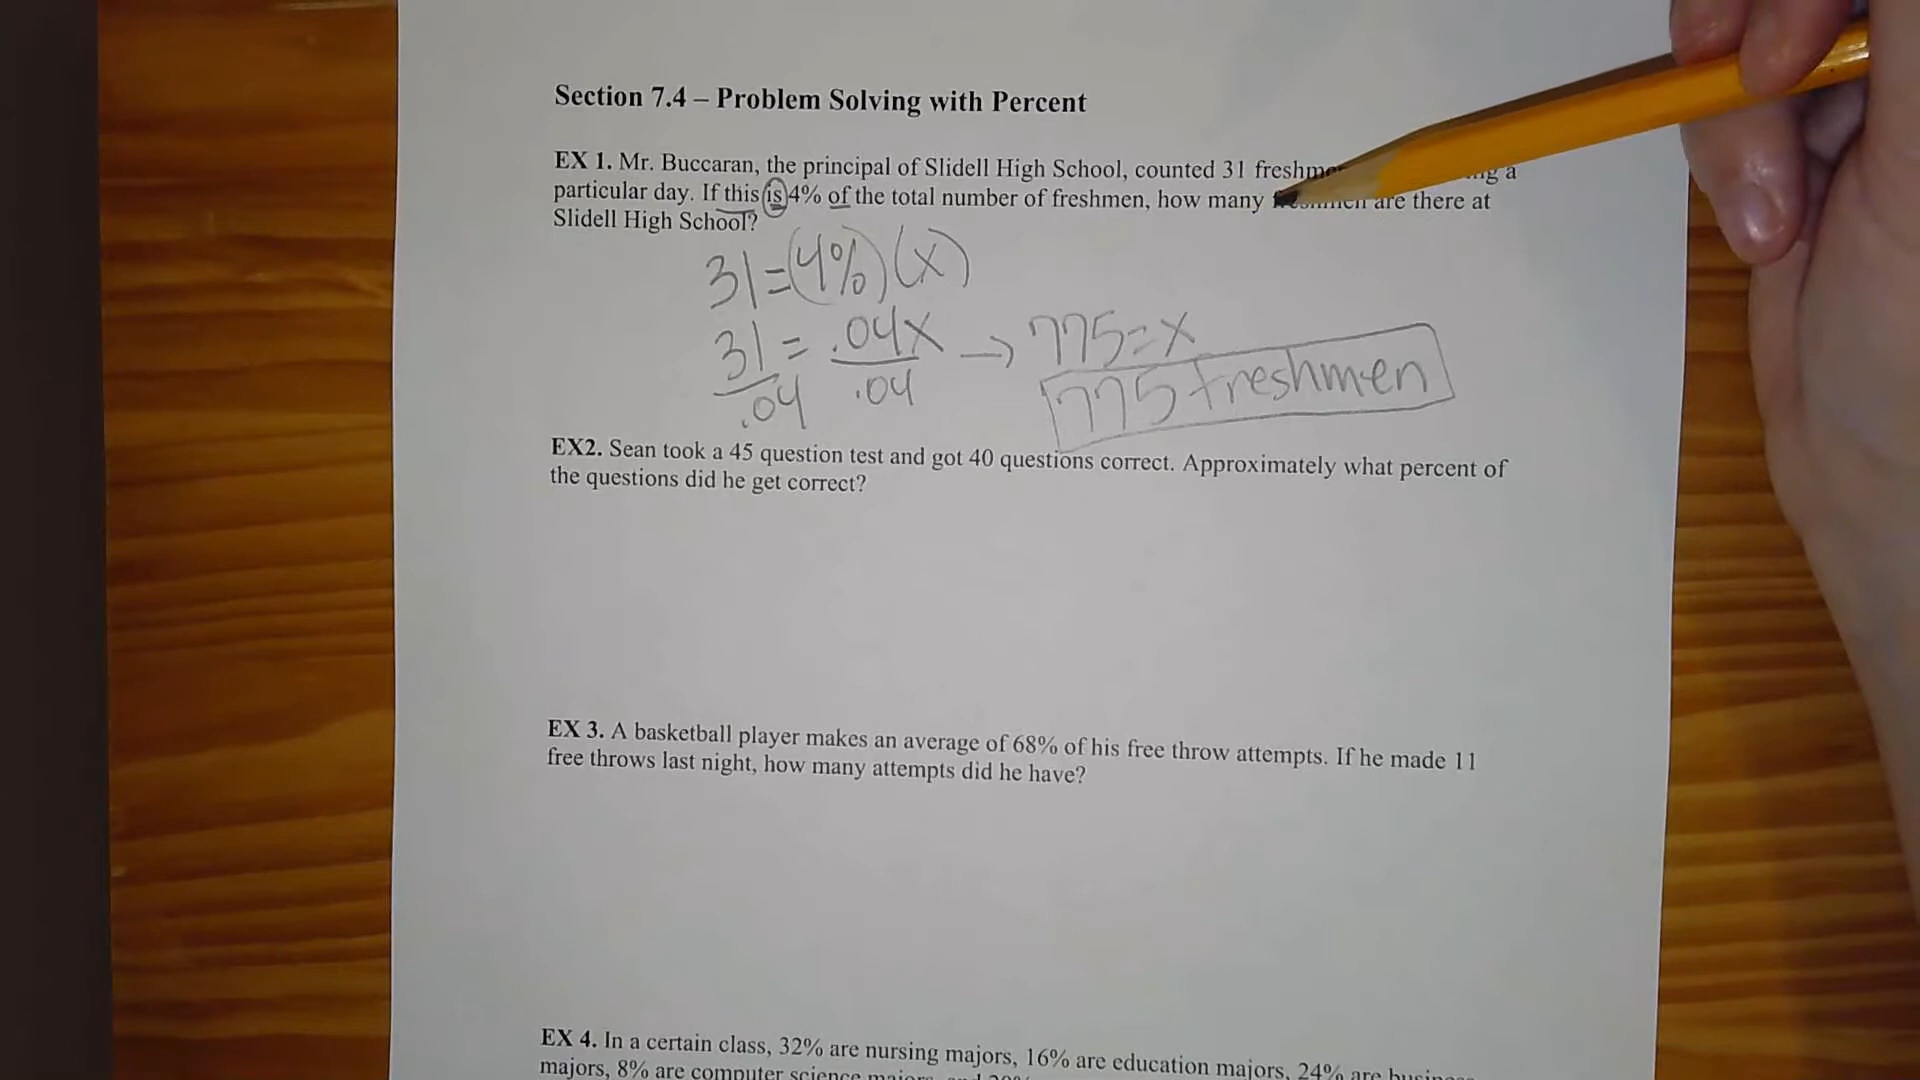 Section 7.4 – Problem Solving with Percent
EX 1. Mr. Buccaran, the principal of Slidell High School, counted 31 a
particular day. If this is 4% of the total number of freshmen, how many are there at
Slidell High School?
31=(4%)(x)
31 = .04x → 775=x
.04 .04
775 freshmen
EX2. Sean took a 45 question test and got 40 questions correct. Approximately what percent of
the questions did he get correct?
EX 3. A basketball player makes an average of 68% of his free throw attempts. If he made 11
free throws last night, how many attempts did he have?
EX 4. In a certain class, 32% are nursing majors, 16% are education majors, 24% are
majors, 8% are computer science